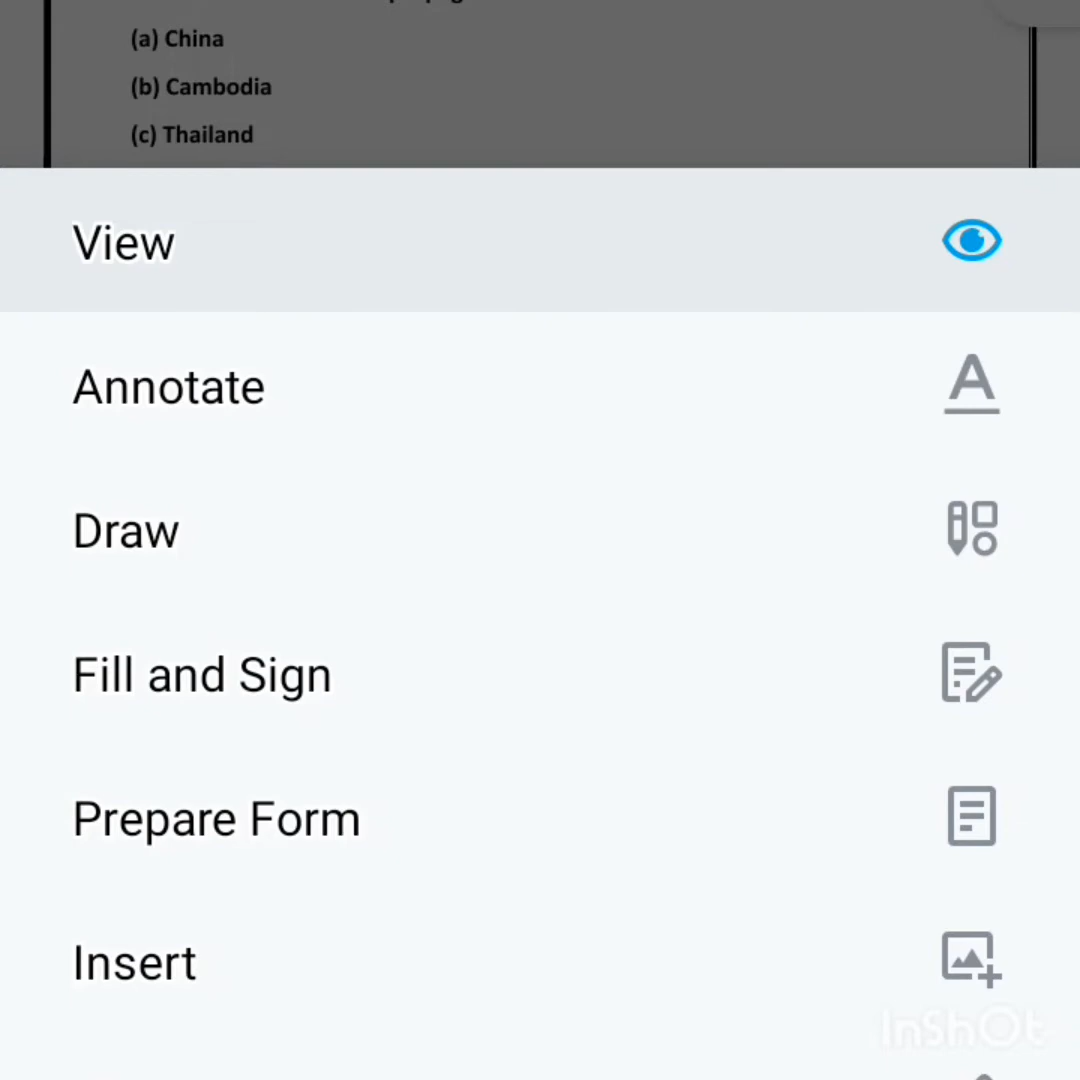 (a) China
(b) Cambodia
(c) Thailand
View
Annotate
Draw
Fill and Sign
Prepare Form
Insert
InShOt